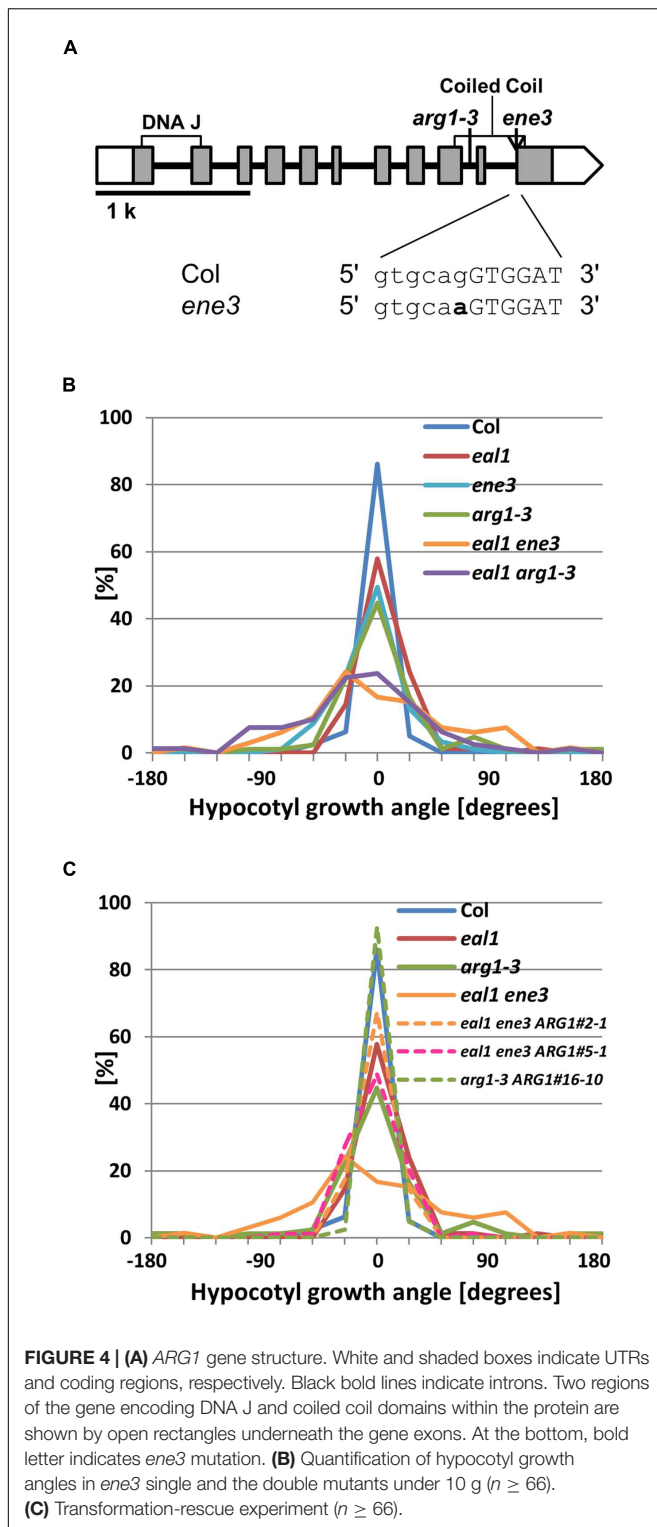 A
Coiled Coil
DNA J
arg1-3
ene3
1 k
Col 5' gtgcagGTGGAT 3'
ene3 5' gtgcaaGTGGAT 3'
B
100
80
60
40
20
0
[%]
Col
eal1
ene3
arg1-3
eal1 ene3
eal1 arg1-3
-180 -90 0 90 180
Hypocotyl growth angle [degrees]
C
100
80
60
40
20
0
[%]
Col
eal1
arg1-3
eal1 ene3
eal1 ene3 ARG1#2-1
eal1 ene3 ARG1#5-1
arg1-3 ARG1#16-10
-180 -90 0 90 180
Hypocotyl growth angle [degrees]
FIGURE 4 | (A) ARG1 gene structure. White and shaded boxes indicate UTRs
and coding regions, respectively. Black bold lines indicate introns. Two regions
of the gene encoding DNA J and coiled coil domains within the protein are
shown by open rectangles underneath the gene exons. At the bottom, bold
letter indicates ene3 mutation. (B) Quantification of hypocotyl growth
angles in ene3 single and the double mutants under 10 g (n ≥ 66).
(C) Transformation-rescue experiment (n ≥ 66).